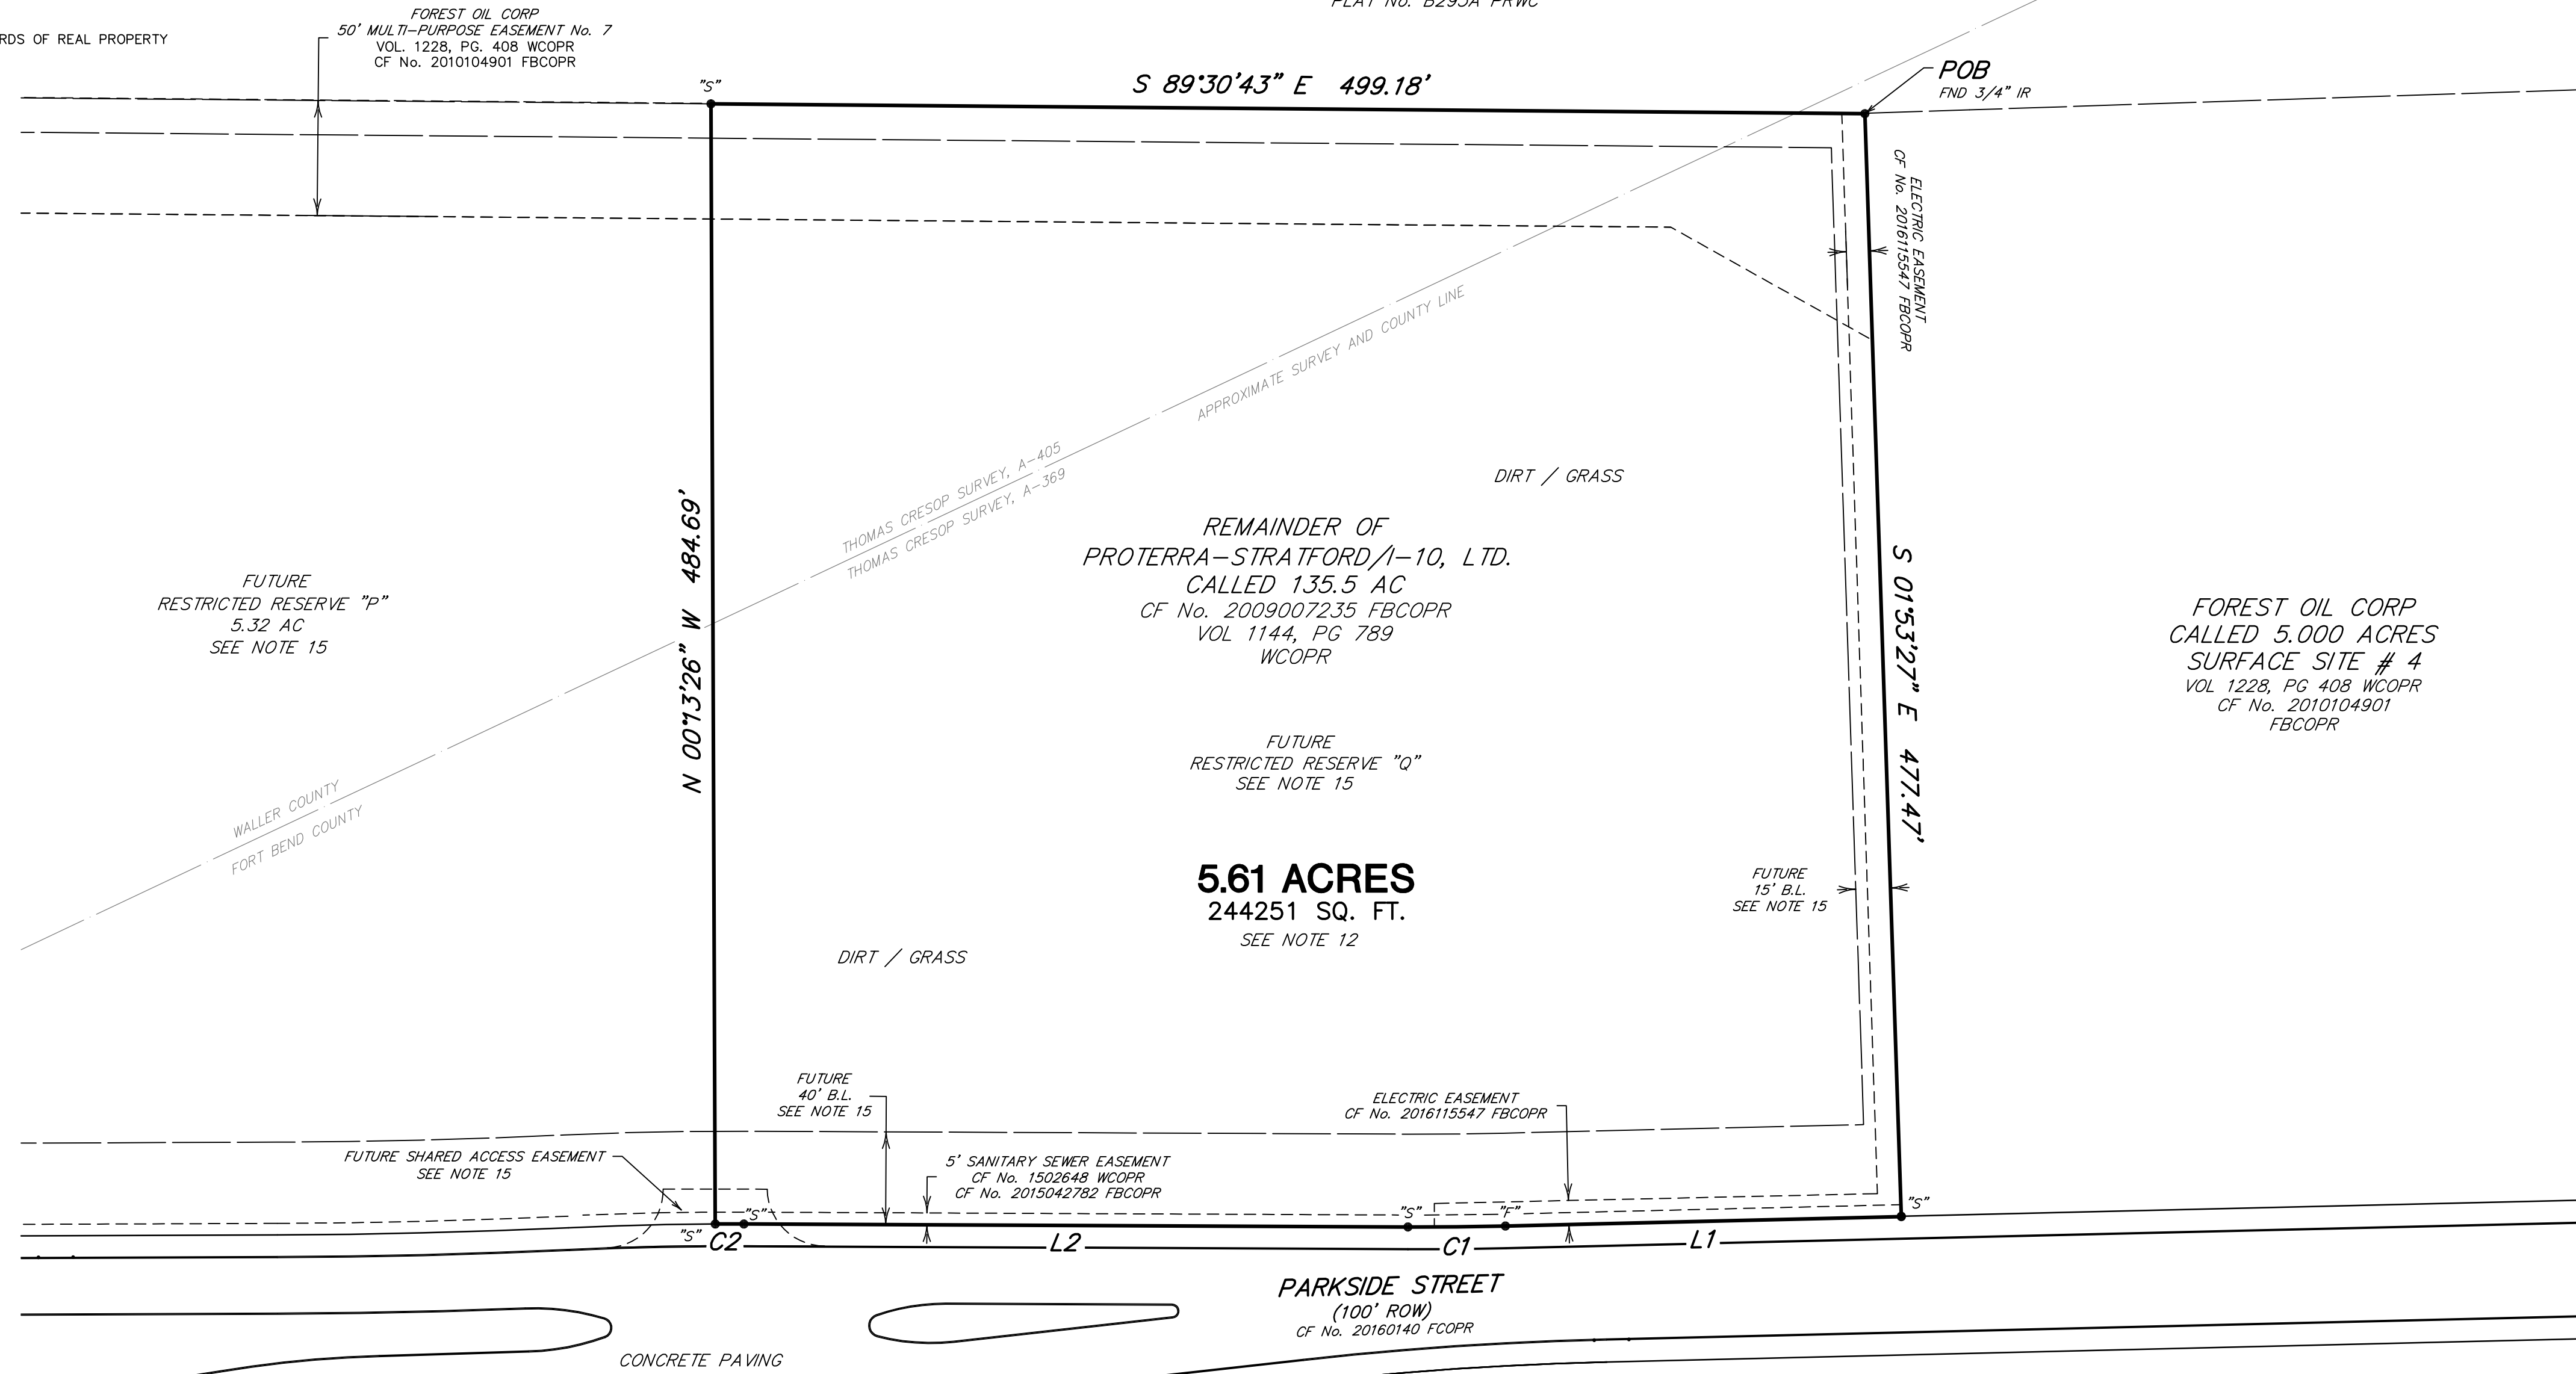 PLAT No. B295A PRWC
RDS OF REAL PROPERTY
FOREST OIL CORP
50' MULTI-PURPOSE EASEMENT No. 7
VOL. 1228, PG. 408 WCOPR
CF No. 2010104901 FBCOPR
"S"
S 89°30'43" E 499.18'
POB
FND 3/4" IR
ELECTRIC EASEMENT
CF No. 2016115547 FBCOPR
APPROXIMATE SURVEY AND COUNTY LINE
THOMAS CRESOP SURVEY, A-405
THOMAS CRESOP SURVEY, A-369
DIRT / GRASS
N 00°13'26" W 484.69'
REMAINDER OF
PROTERRA-STRATFORD/I-10, LTD.
CALLED 135.5 AC
CF No. 2009007235 FBCOPR
VOL 1144, PG 789
WCOPR
S 01°53'27" E 477.47'
FUTURE
RESTRICTED RESERVE "P"
5.32 AC
SEE NOTE 15
FOREST OIL CORP
CALLED 5.000 ACRES
SURFACE SITE # 4
VOL 1228, PG 408 WCOPR
CF No. 2010104901
FBCOPR
FUTURE
RESTRICTED RESERVE "Q"
SEE NOTE 15
WALLER COUNTY
FORT BEND COUNTY
5.61 ACRES
244251 SQ. FT.
SEE NOTE 12
FUTURE
15' B.L.
SEE NOTE 15
DIRT / GRASS
FUTURE
40' B.L.
SEE NOTE 15
ELECTRIC EASEMENT
CF No. 2016115547 FBCOPR
FUTURE SHARED ACCESS EASEMENT
SEE NOTE 15
5' SANITARY SEWER EASEMENT
CF No. 1502648 WCOPR
CF No. 2015042782 FBCOPR
"S"
"S"
"S"
"F"
"S"
C2
L2
C1
L1
PARKSIDE STREET
(100' ROW)
CF No. 20160140 FCOPR
CONCRETE PAVING